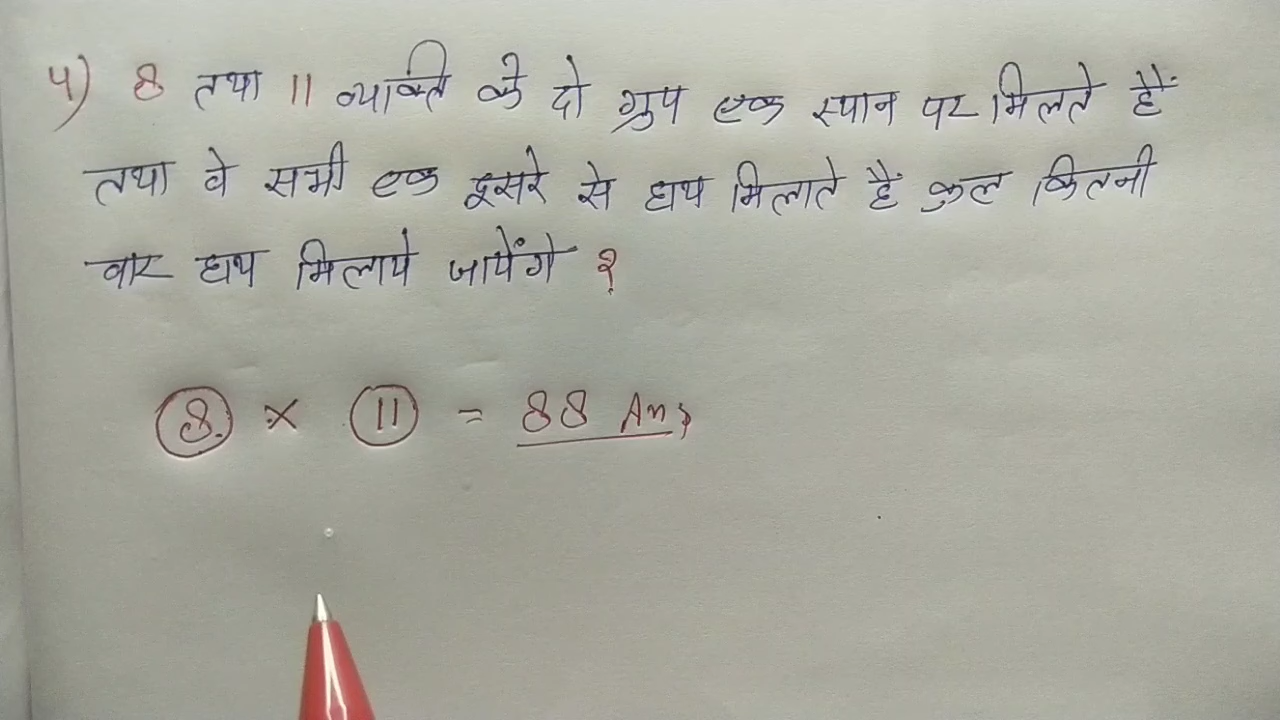 4) 8 तथा 11 व्यक्ति के दो ग्रुप एक स्थान पर मिलते हैं
तथा वे सभी एक दूसरे से हाथ मिलाते हैं कुल कितनी
वार हाथ मिलाये जायेंगे ?
8 × 11 = 88 Ans